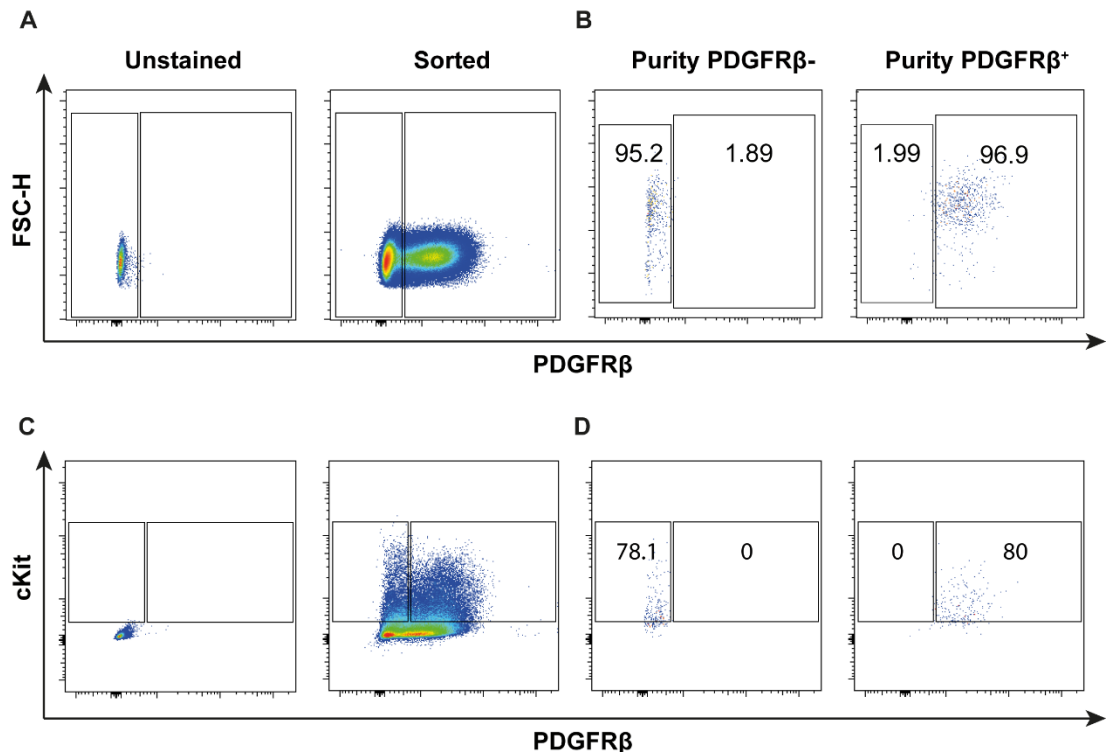 A
B
Unstained
Sorted
Purity PDGFRβ-
Purity PDGFRβ⁺
FSC-H
95.2
1.89
1.99
96.9
PDGFRβ
C
D
cKit
78.1
0
0
80
PDGFRβ